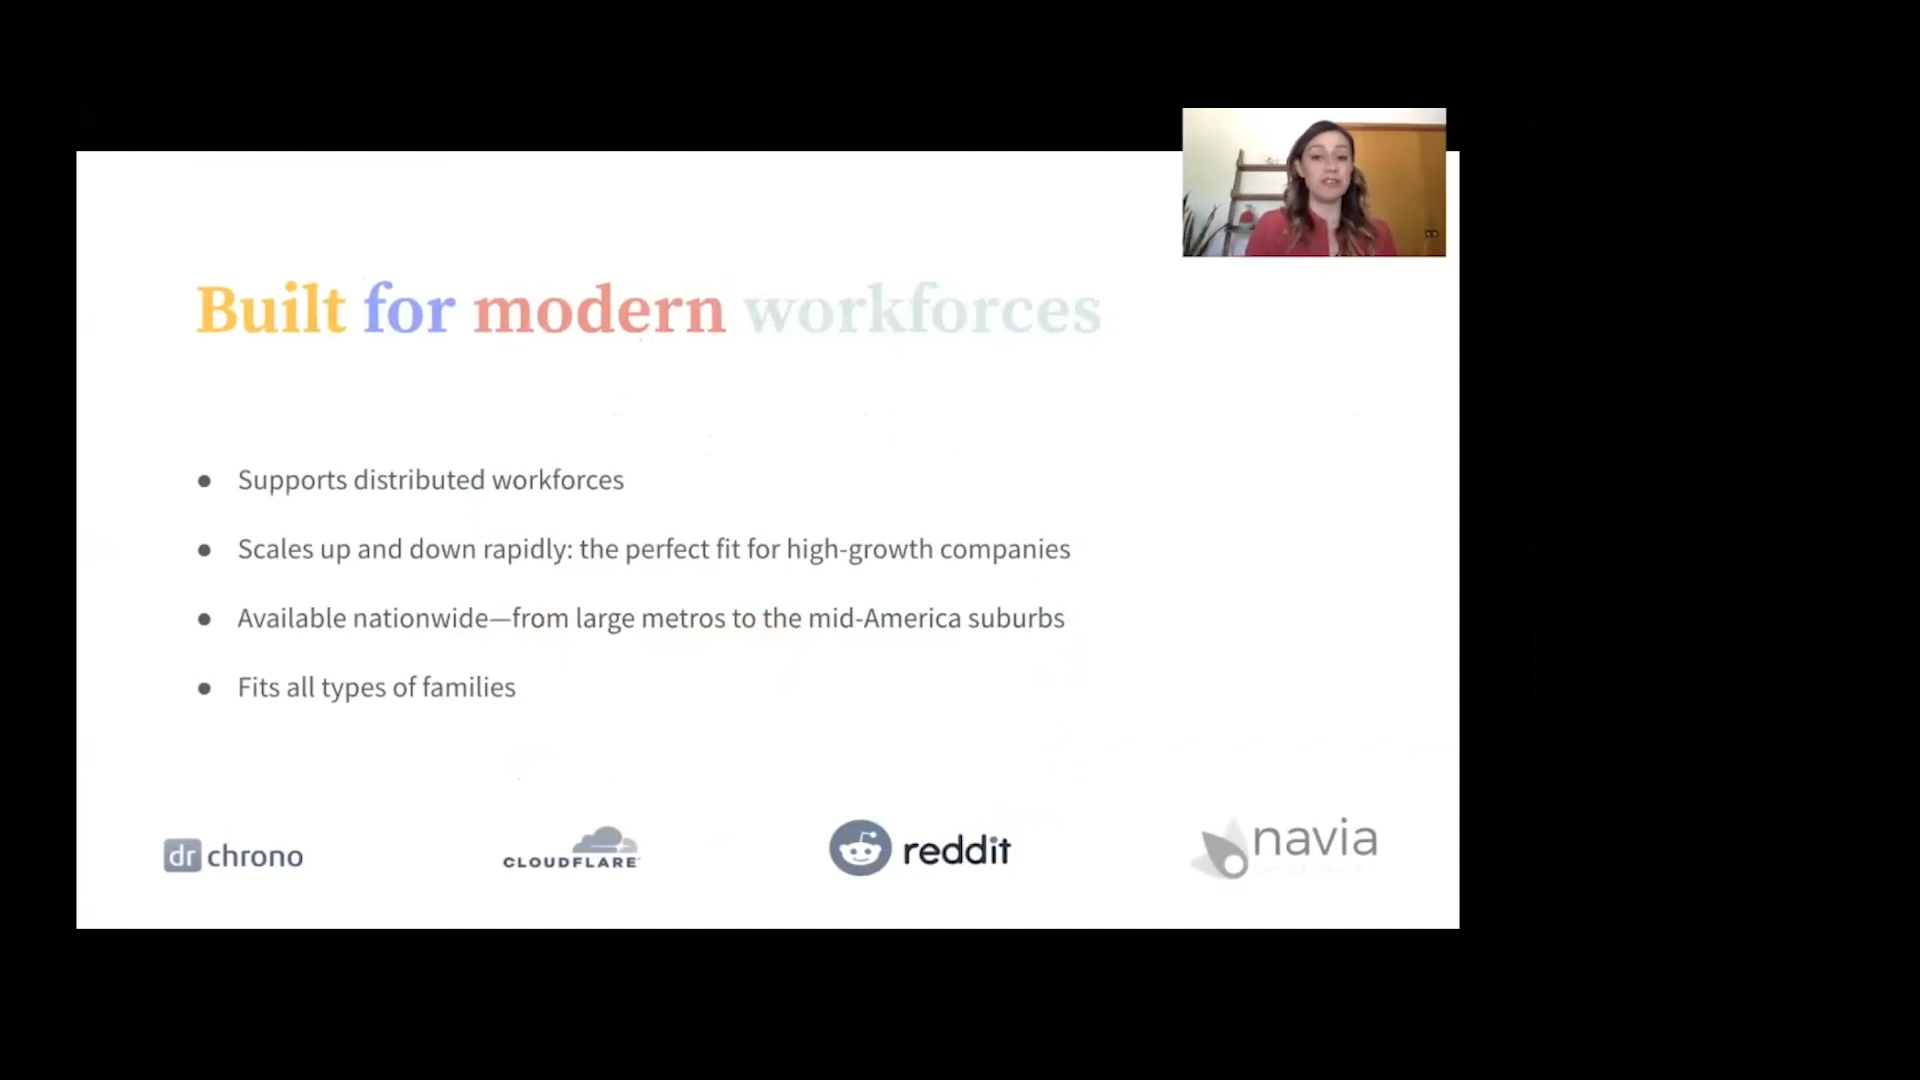 Built for modern workforces
● Supports distributed workforces
● Scales up and down rapidly: the perfect fit for high-growth companies
● Available nationwide—from large metros to the mid-America suburbs
● Fits all types of families
dr chrono
CLOUDFLARE
reddit
navia